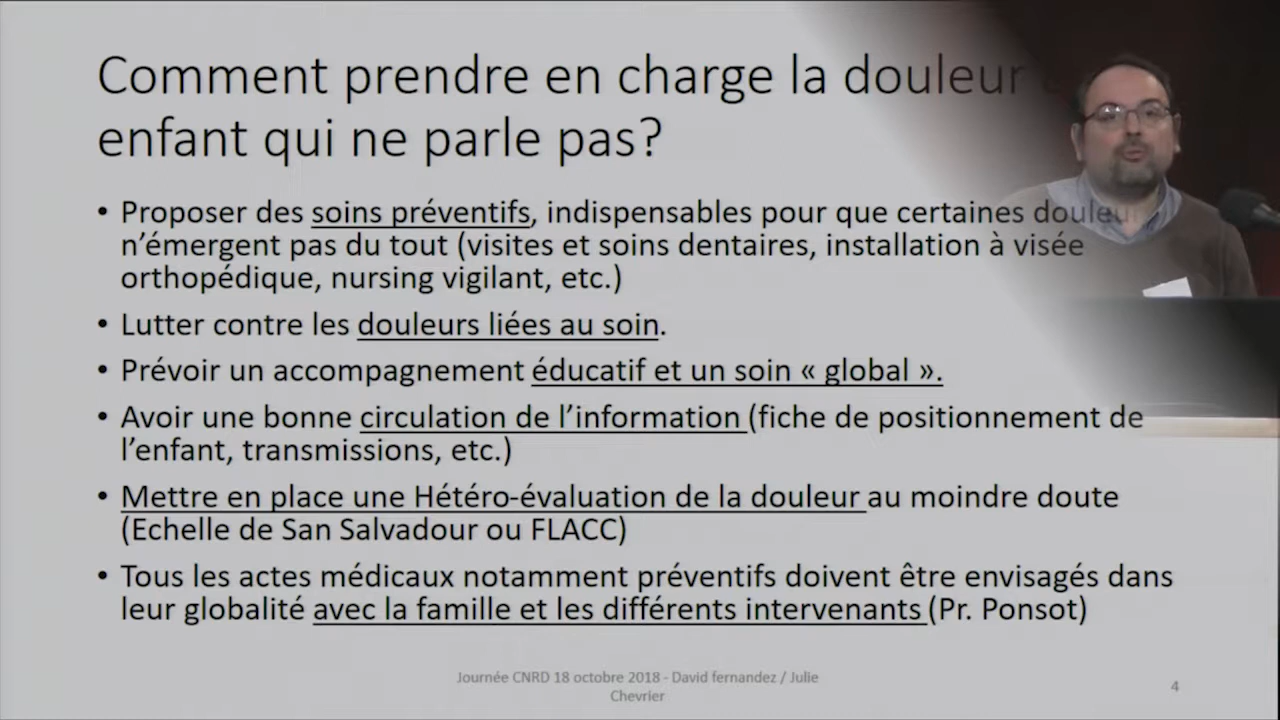 Comment prendre en charge la douleur
enfant qui ne parle pas?
• Proposer des soins préventifs, indispensables pour que certaines douleur
n’émergent pas du tout (visites et soins dentaires, installation à visée
orthopédique, nursing vigilant, etc.)
• Lutter contre les douleurs liées au soin.
• Prévoir un accompagnement éducatif et un soin « global ».
• Avoir une bonne circulation de l’information (fiche de positionnement de
l’enfant, transmissions, etc.)
• Mettre en place une Hétéro-évaluation de la douleur au moindre doute
(Echelle de San Salvadour ou FLACC)
• Tous les actes médicaux notamment préventifs doivent être envisagés dans
leur globalité avec la famille et les différents intervenants (Pr. Ponsot)
Journée CNRD 18 octobre 2018 - David fernandez / Julie
Chevrier
4